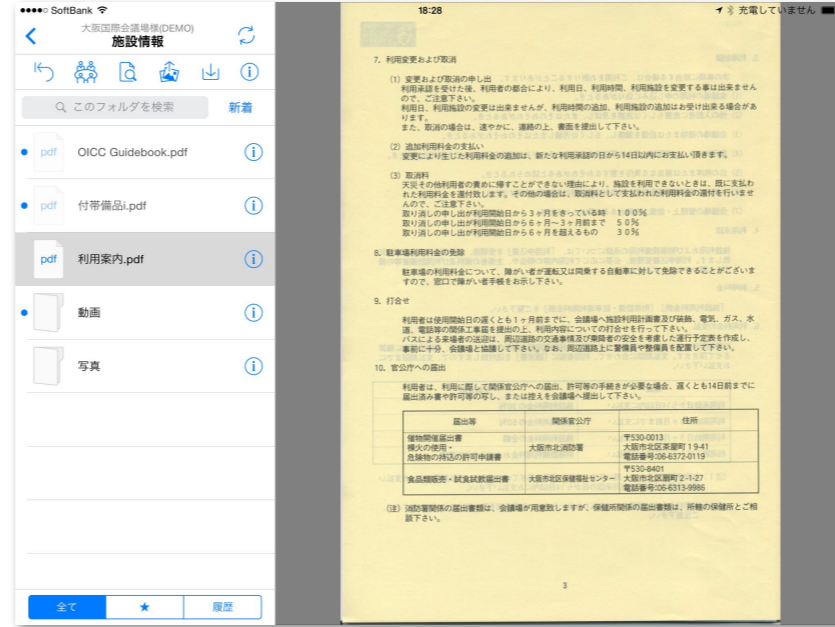 SoftBank
18:28
充電していません
大阪国際会議場様(DEMO)
施設情報
このフォルダを検索
新着
pdf OICC Guidebook.pdf
pdf 付帯備品i.pdf
pdf 利用案内.pdf
動画
写真
全て ★ 履歴
7. 利用変更および取消
(1) 変更および取消の申し出
利用承認を受けた後、利用者の都合により、利用日、利用時間、利用施設を変更する事は出来ません
ので、ご注意下さい。
利用日、利用施設の変更は出来ませんが、利用時間の追加、利用施設の追加はお受け出来る場合があ
ります。
また、取消の場合は、速やかに、連絡の上、書面を提出して下さい。
(2) 追加利用料金の支払い
変更により生じた利用料金の追加は、新たな利用承認の日から14日以内にお支払い頂きます。
(3) 取消料
天災その他利用者の責めに帰すことができない理由により、施設を利用できないときは、既に支払わ
れた利用料金を還付致します。その他の場合は、取消料として支払われた利用料金の還付を行いませ
んので、ご注意下さい。
取り消しの申し出が利用開始日から3ヶ月をきっている時 100%
取り消しの申し出が利用開始日から6ヶ月～3ヶ月前まで 50%
取り消しの申し出が利用開始日から6ヶ月を超えるもの 30%
8. 駐車場利用料金の免除
駐車場の利用料金について、障がい者が運転又は同乗する自動車に対して免除できることがございま
すので、窓口で障がい者手帳をお示し下さい。
9. 打合せ
利用者は使用開始日の遅くとも1ヶ月前までに、会議場へ施設利用計画書及び装飾、電気、ガス、水
道、電話等の関係工事届を提出の上、利用内容についての打合せを行って下さい。
バスによる来場者の送迎は、周辺道路の交通事情及び乗降者の安全を考慮した運行予定表を作成し、
事前に十分、会議場と協議して下さい。なお、周辺道路上に警備員や整備員を配置して下さい。
10. 官公庁への届出
利用者は、利用に際して関係官公庁への届出、許可等の手続きが必要な場合、遅くとも14日前までに
届出済み書や許可等の写し、または控えを会議場へ提出して下さい。
届出等 関係官公庁 住所
催物開催届出書
裸火の使用・
危険物の持込の許可申請書
大阪市北消防署
〒530-0013
大阪市北区茶屋町19-41
電話番号:06-6372-0119
食品類販売・試食試飲届出書
大阪市北区保健福祉センター
〒530-8401
大阪市北区扇町2-1-27
電話番号:06-6313-9986
(注) 消防署関係の届出書類は、会議場が用意致しますが、保健所関係の届出書類は、所轄の保健所とご相
談下さい。
3